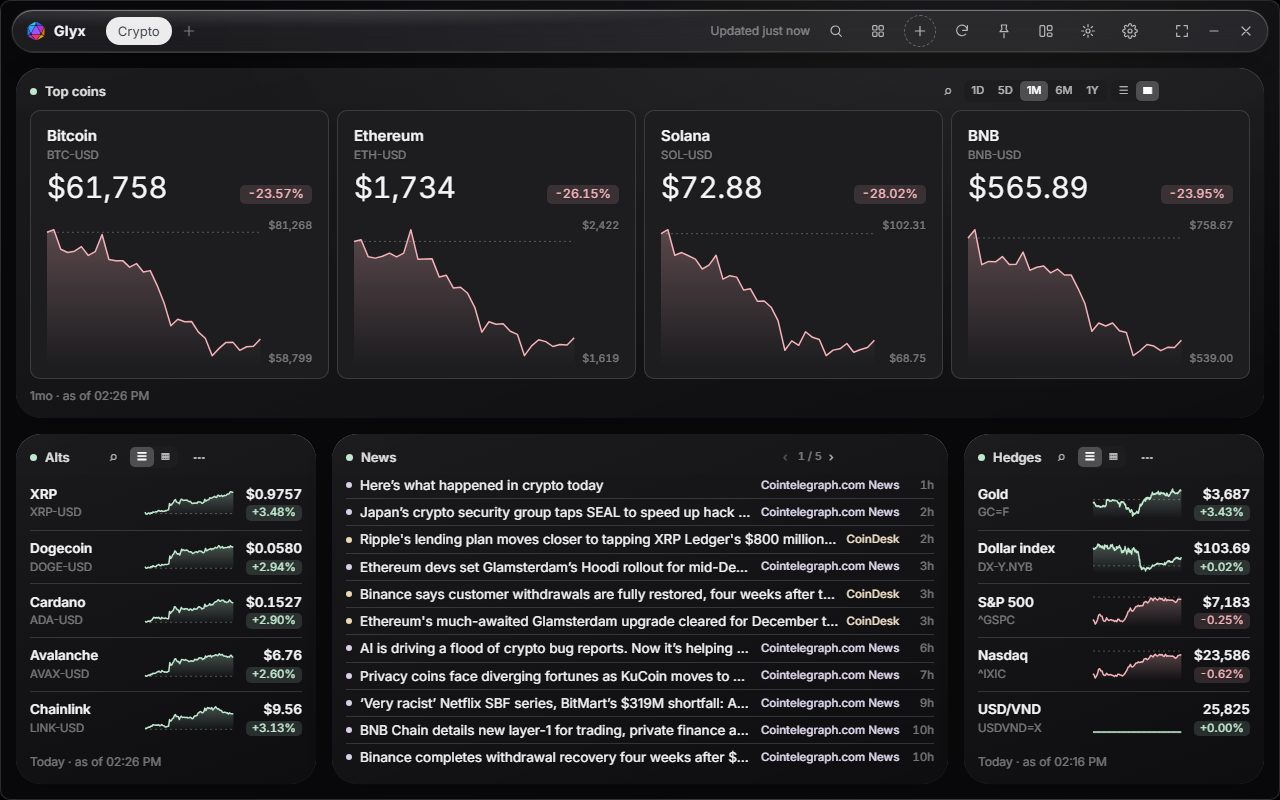 Glyx Crypto + Updated just now
Top coins 1D 5D 1M 6M 1Y
Bitcoin
BTC-USD
$61,758 -23.57%
$81,268
$58,799
Ethereum
ETH-USD
$1,734 -26.15%
$2,422
$1,619
Solana
SOL-USD
$72.88 -28.02%
$102.31
$68.75
BNB
BNB-USD
$565.89 -23.95%
$758.67
$539.00
1mo · as of 02:26 PM
Alts ---
XRP $0.9757
XRP-USD +3.48%
Dogecoin $0.0580
DOGE-USD +2.94%
Cardano $0.1527
ADA-USD +2.90%
Avalanche $6.76
AVAX-USD +2.60%
Chainlink $9.56
LINK-USD +3.13%
Today · as of 02:26 PM
News ‹ 1 / 5 ›
Here’s what happened in crypto today Cointelegraph.com News 1h
Japan’s crypto security group taps SEAL to speed up hack ... Cointelegraph.com News 2h
Ripple's lending plan moves closer to tapping XRP Ledger's $800 million... CoinDesk 2h
Ethereum devs set Glamsterdam’s Hoodi rollout for mid-De... Cointelegraph.com News 3h
Binance says customer withdrawals are fully restored, four weeks after t... CoinDesk 3h
Ethereum's much-awaited Glamsterdam upgrade cleared for December t... CoinDesk 3h
AI is driving a flood of crypto bug reports. Now it’s helping ... Cointelegraph.com News 6h
Privacy coins face diverging fortunes as KuCoin moves to ... Cointelegraph.com News 7h
‘Very racist’ Netflix SBF series, BitMart’s $319M shortfall: A... Cointelegraph.com News 9h
BNB Chain details new layer-1 for trading, private finance a... Cointelegraph.com News 10h
Binance completes withdrawal recovery four weeks after $... Cointelegraph.com News 10h
Hedges ---
Gold $3,687
GC=F +3.43%
Dollar index $103.69
DX-Y.NYB +0.02%
S&P 500 $7,183
^GSPC -0.25%
Nasdaq $23,586
^IXIC -0.62%
USD/VND 25,825
USDVND=X +0.00%
Today · as of 02:16 PM